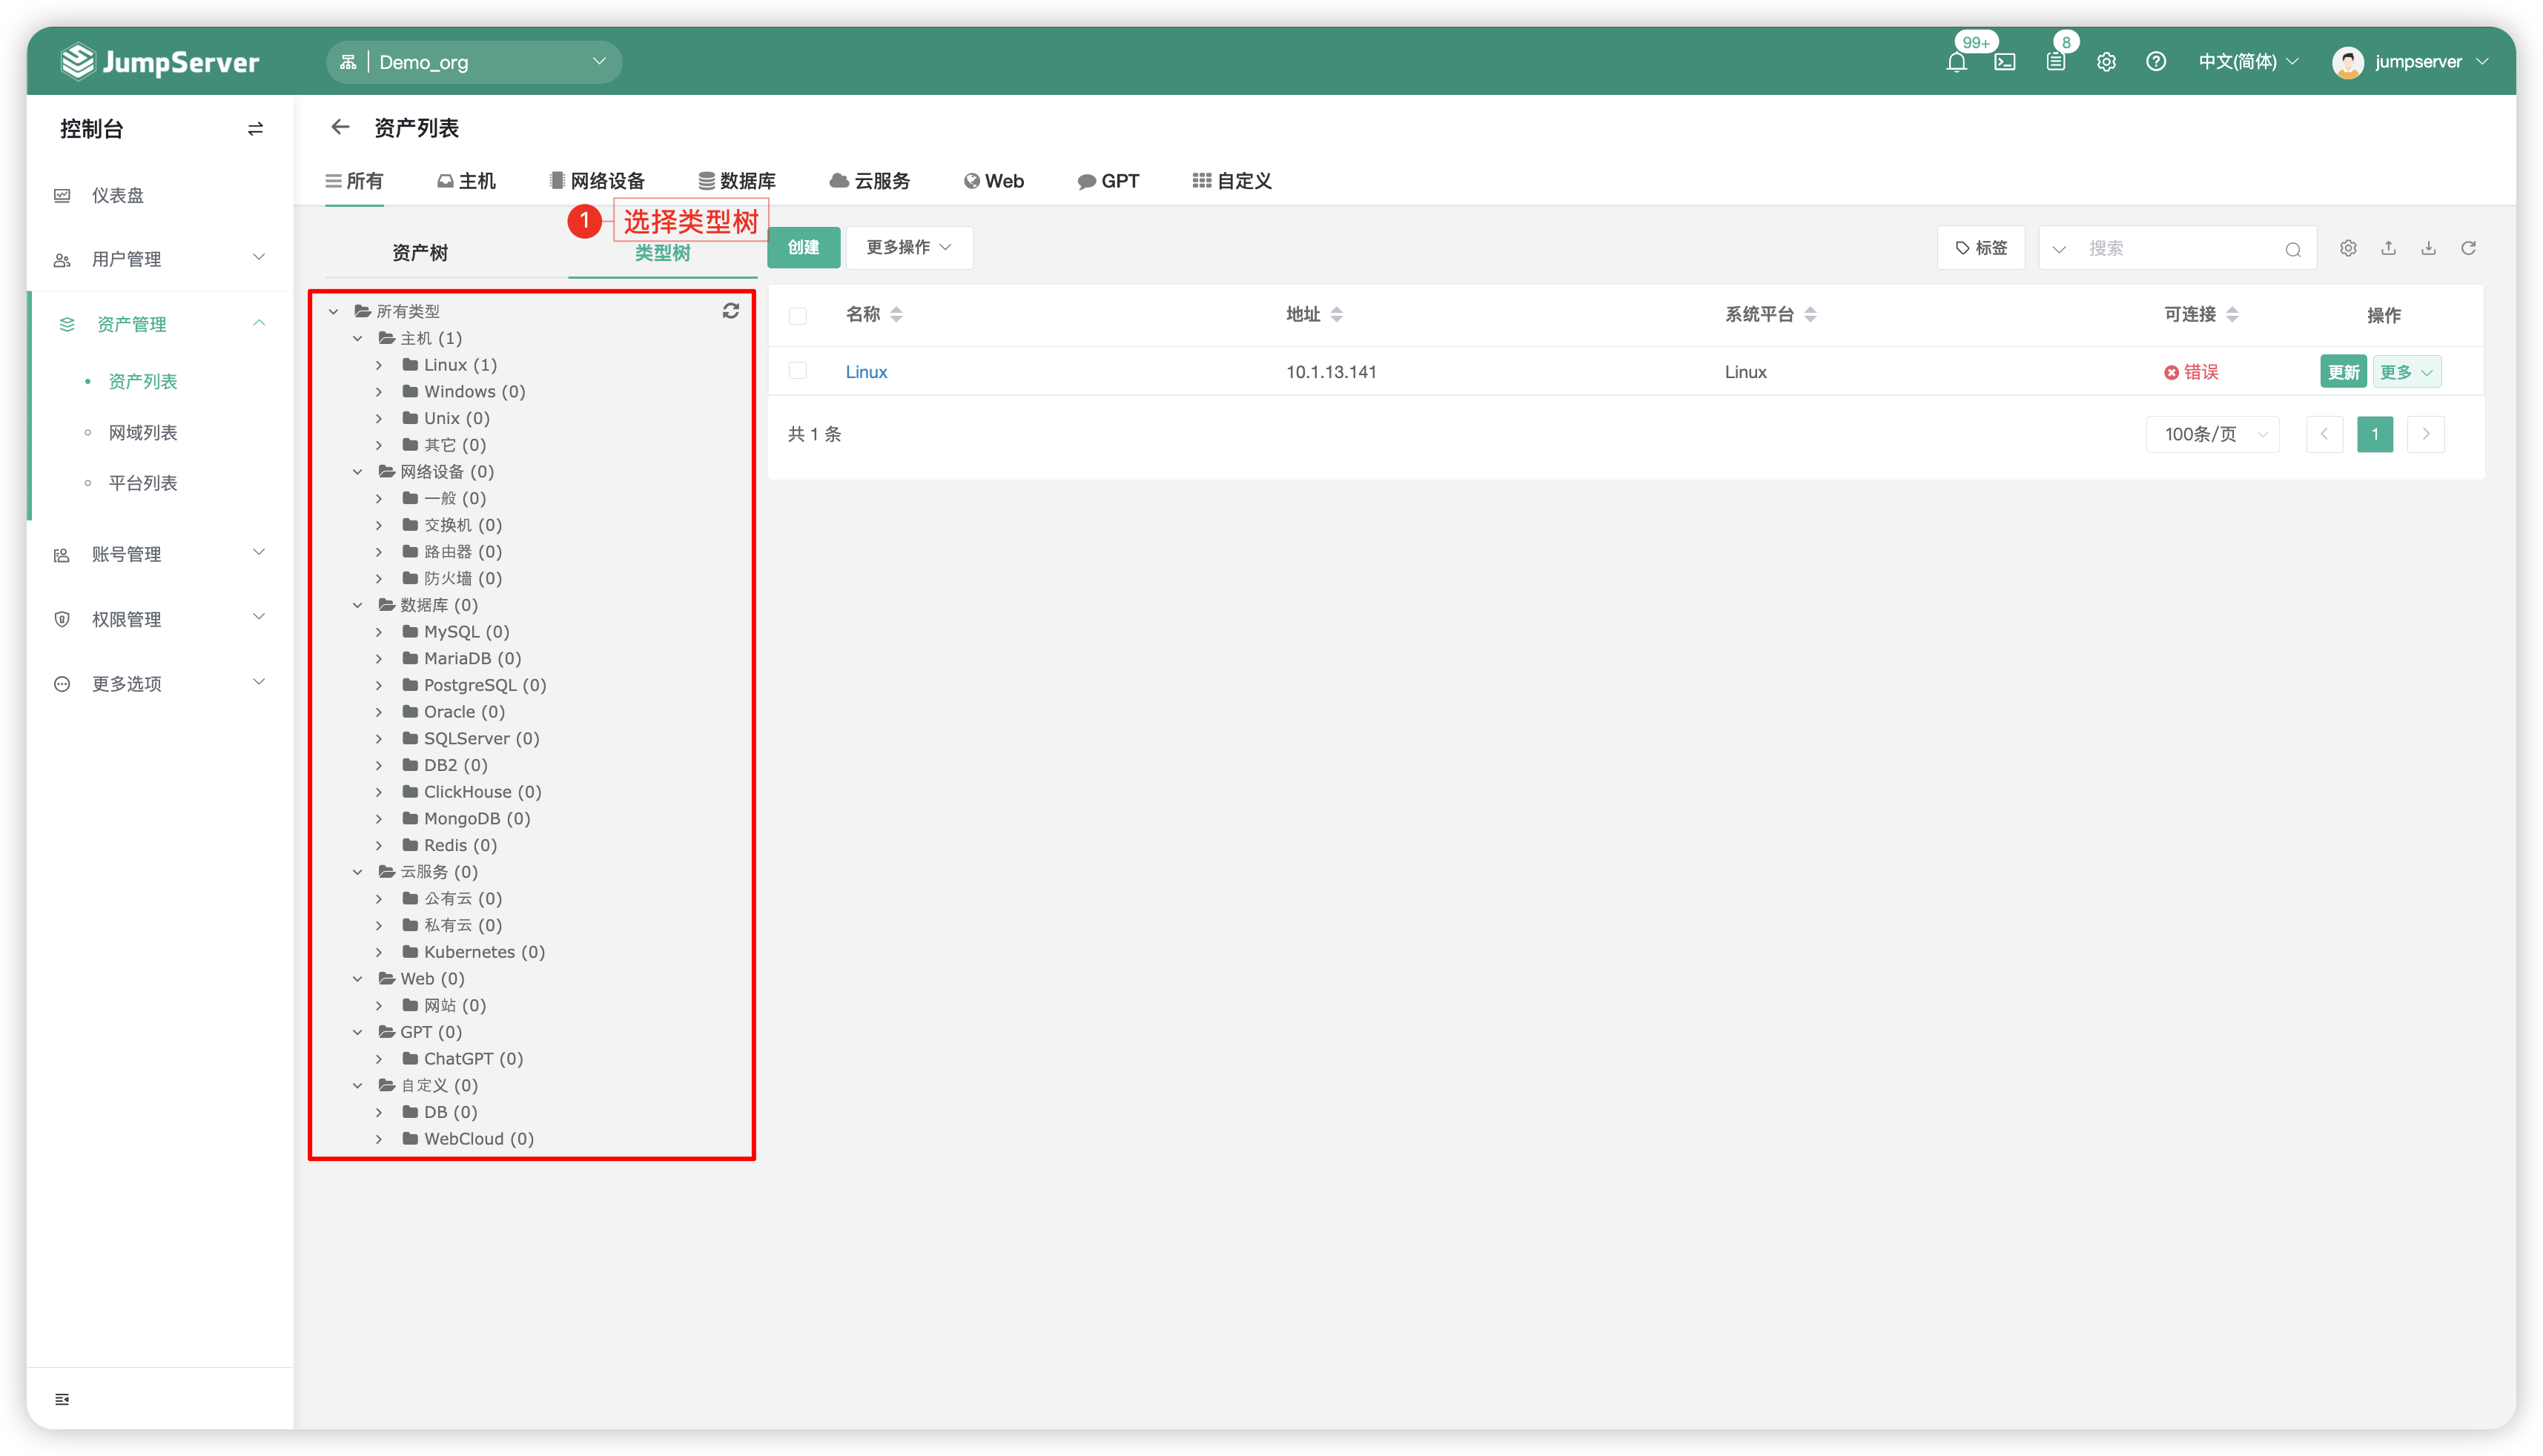 JumpServer
Demo_org
99+
8
中文(简体)
jumpserver
控制台
仪表盘
用户管理
资产管理
资产列表
网域列表
平台列表
账号管理
权限管理
更多选项
资产列表
所有
主机
网络设备
数据库
云服务
Web
GPT
自定义
1
选择类型树
资产树
类型树
所有类型
主机 (1)
Linux (1)
Windows (0)
Unix (0)
其它 (0)
网络设备 (0)
一般 (0)
交换机 (0)
路由器 (0)
防火墙 (0)
数据库 (0)
MySQL (0)
MariaDB (0)
PostgreSQL (0)
Oracle (0)
SQLServer (0)
DB2 (0)
ClickHouse (0)
MongoDB (0)
Redis (0)
云服务 (0)
公有云 (0)
私有云 (0)
Kubernetes (0)
Web (0)
网站 (0)
GPT (0)
ChatGPT (0)
自定义 (0)
DB (0)
WebCloud (0)
创建
更多操作
标签
搜索
名称
地址
系统平台
可连接
操作
Linux
10.1.13.141
Linux
错误
更新
更多
共 1 条
100条/页
1